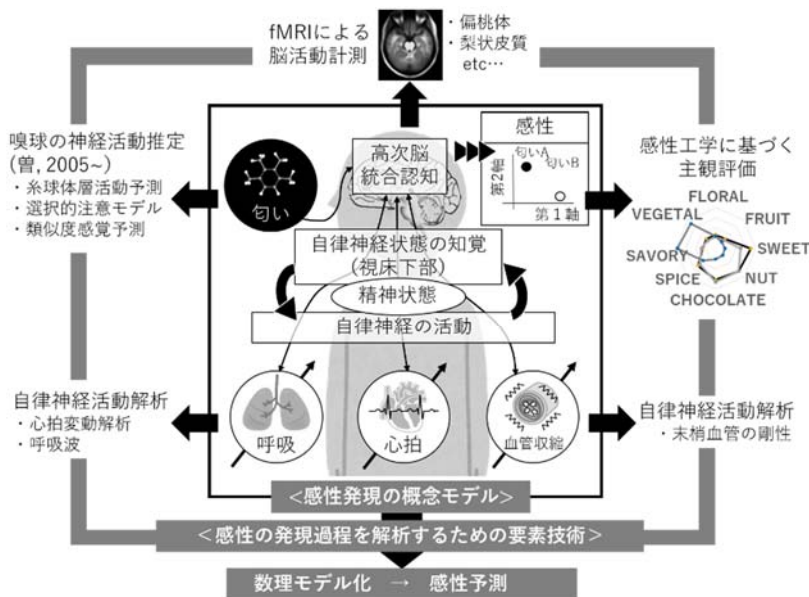 fMRIによる
脳活動計測
・偏桃体
・梨状皮質
etc…
嗅球の神経活動推定
(曽, 2005~)
・糸球体層活動予測
・選択的注意モデル
・類似度感覚予測
匂い
高次脳
統合認知
感性
匂いA
匂いB
第2軸
第1軸
感性工学に基づく
主観評価
FLORAL
VEGETAL
FRUIT
SAVORY
SWEET
SPICE
NUT
CHOCOLATE
自律神経状態の知覚
(視床下部)
精神状態
自律神経の活動
自律神経活動解析
・心拍変動解析
・呼吸波
呼吸
心拍
血管収縮
自律神経活動解析
・末梢血管の剛性
<感性発現の概念モデル>
<感性の発現過程を解析するための要素技術>
数理モデル化 → 感性予測